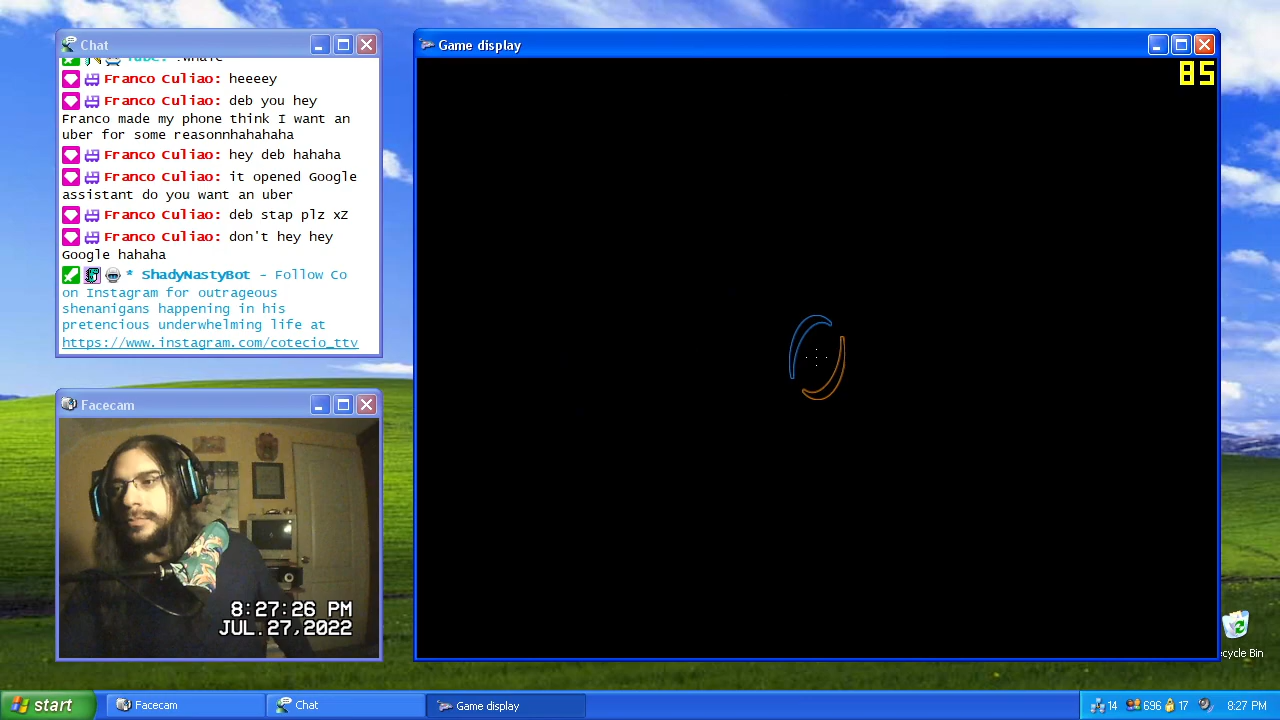 Chat
Franco Culiao: heeeey
Franco Culiao: deb you hey
Franco made my phone think I want an
uber for some reasonnhahahaha
Franco Culiao: hey deb hahaha
Franco Culiao: it opened Google
assistant do you want an uber
Franco Culiao: deb stap plz xZ
Franco Culiao: don't hey hey
Google hahaha
* ShadyNastyBot - Follow Co
on Instagram for outrageous
shenanigans happening in his
pretencious underwhelming life at
https://www.instagram.com/cotecio_ttv
Facecam
8:27:26 PM
JUL.27,2022
Game display
85
ecycle Bin
start
Facecam
Chat
Game display
14
696
17
8:27 PM